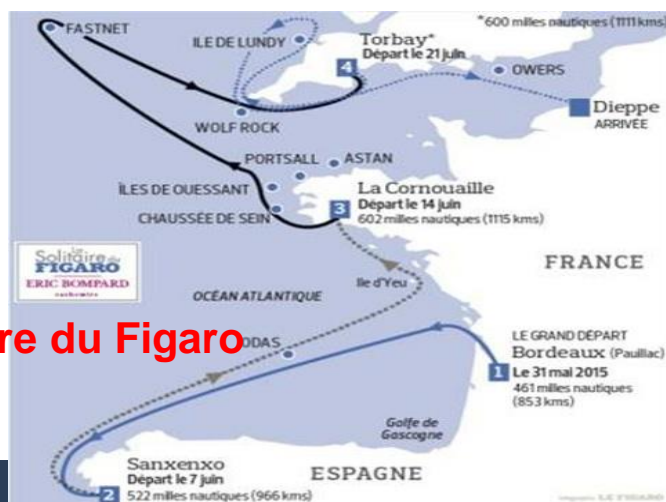 *600 milles nautiques (1111 kms)
FASTNET
ILE DE LUNDY
Torbay*
Départ le 21 juin
4
OWERS
Dieppe
ARRIVÉE
WOLF ROCK
PORTSALL
ASTAN
ÎLES DE OUESSANT
La Cornouaille
Départ le 14 juin
3
602 milles nautiques (1115 kms)
CHAUSSÉE DE SEIN
La
Solitaire du
FIGARO
ERIC BOMPARD
cachemire
FRANCE
Ile d'Yeu
OCÉAN ATLANTIQUE
re du Figaro
ODAS
LE GRAND DÉPART
Bordeaux (Pauillac)
1
Le 31 mai 2015
461 milles nautiques
(853 kms)
Golfe de
Gascogne
Sanxenxo
Départ le 7 juin
2
522 milles nautiques (966 kms)
ESPAGNE
LE FIGARO